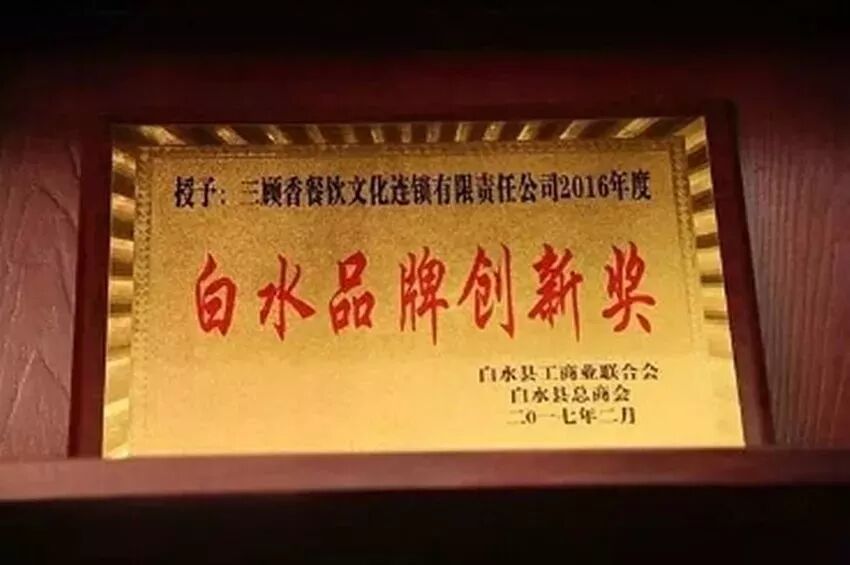 授予：三顾香餐饮文化连锁有限责任公司2016年度
白水品牌创新奖
白水县工商业联合会
白水县总商会
二〇一七年二月